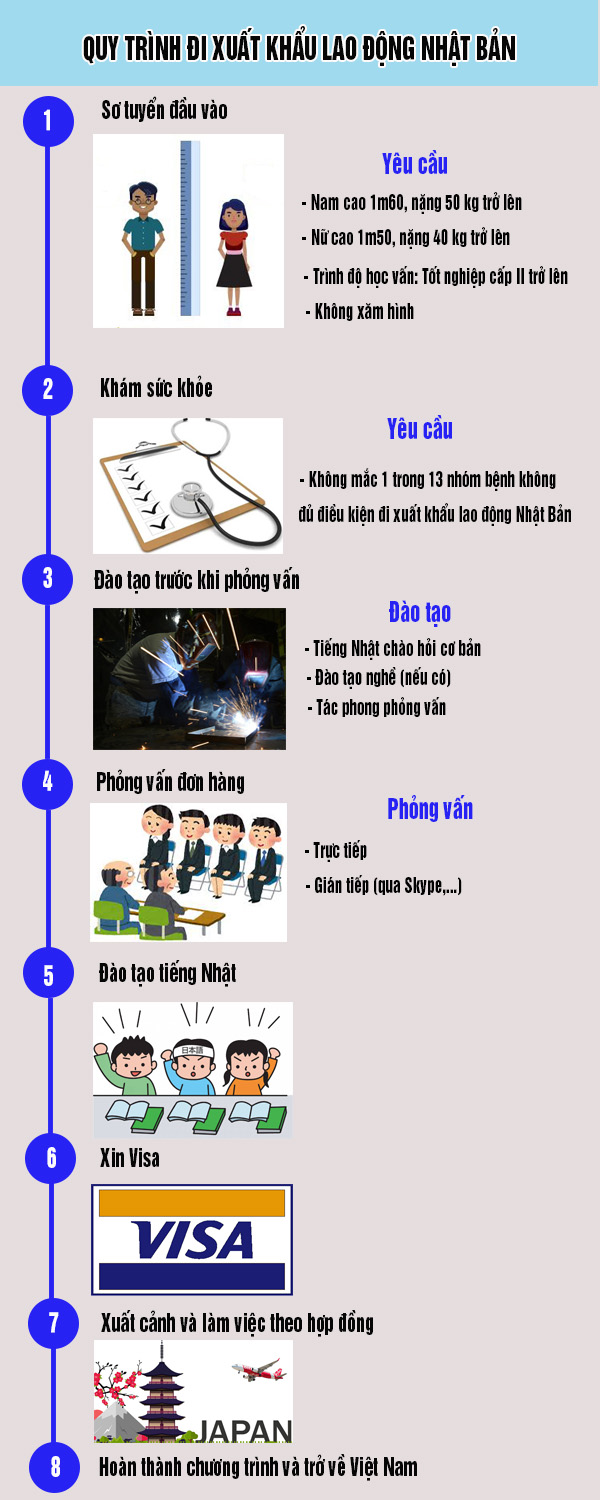 QUY TRÌNH ĐI XUẤT KHẨU LAO ĐỘNG NHẬT BẢN
1
Sơ tuyển đầu vào
Yêu cầu
- Nam cao 1m60, nặng 50 kg trở lên
- Nữ cao 1m50, nặng 40 kg trở lên
- Trình độ học vấn: Tốt nghiệp cấp II trở lên
- Không xăm hình
2
Khám sức khỏe
Yêu cầu
- Không mắc 1 trong 13 nhóm bệnh không
đủ điều kiện đi xuất khẩu lao động Nhật Bản
3
Đào tạo trước khi phỏng vấn
Đào tạo
- Tiếng Nhật chào hỏi cơ bản
- Đào tạo nghề (nếu có)
- Tác phong phỏng vấn
4
Phỏng vấn đơn hàng
Phỏng vấn
- Trực tiếp
- Gián tiếp (qua Skype,...)
5
Đào tạo tiếng Nhật
日本語
6
Xin Visa
VISA
7
Xuất cảnh và làm việc theo hợp đồng
JAPAN
8
Hoàn thành chương trình và trở về Việt Nam